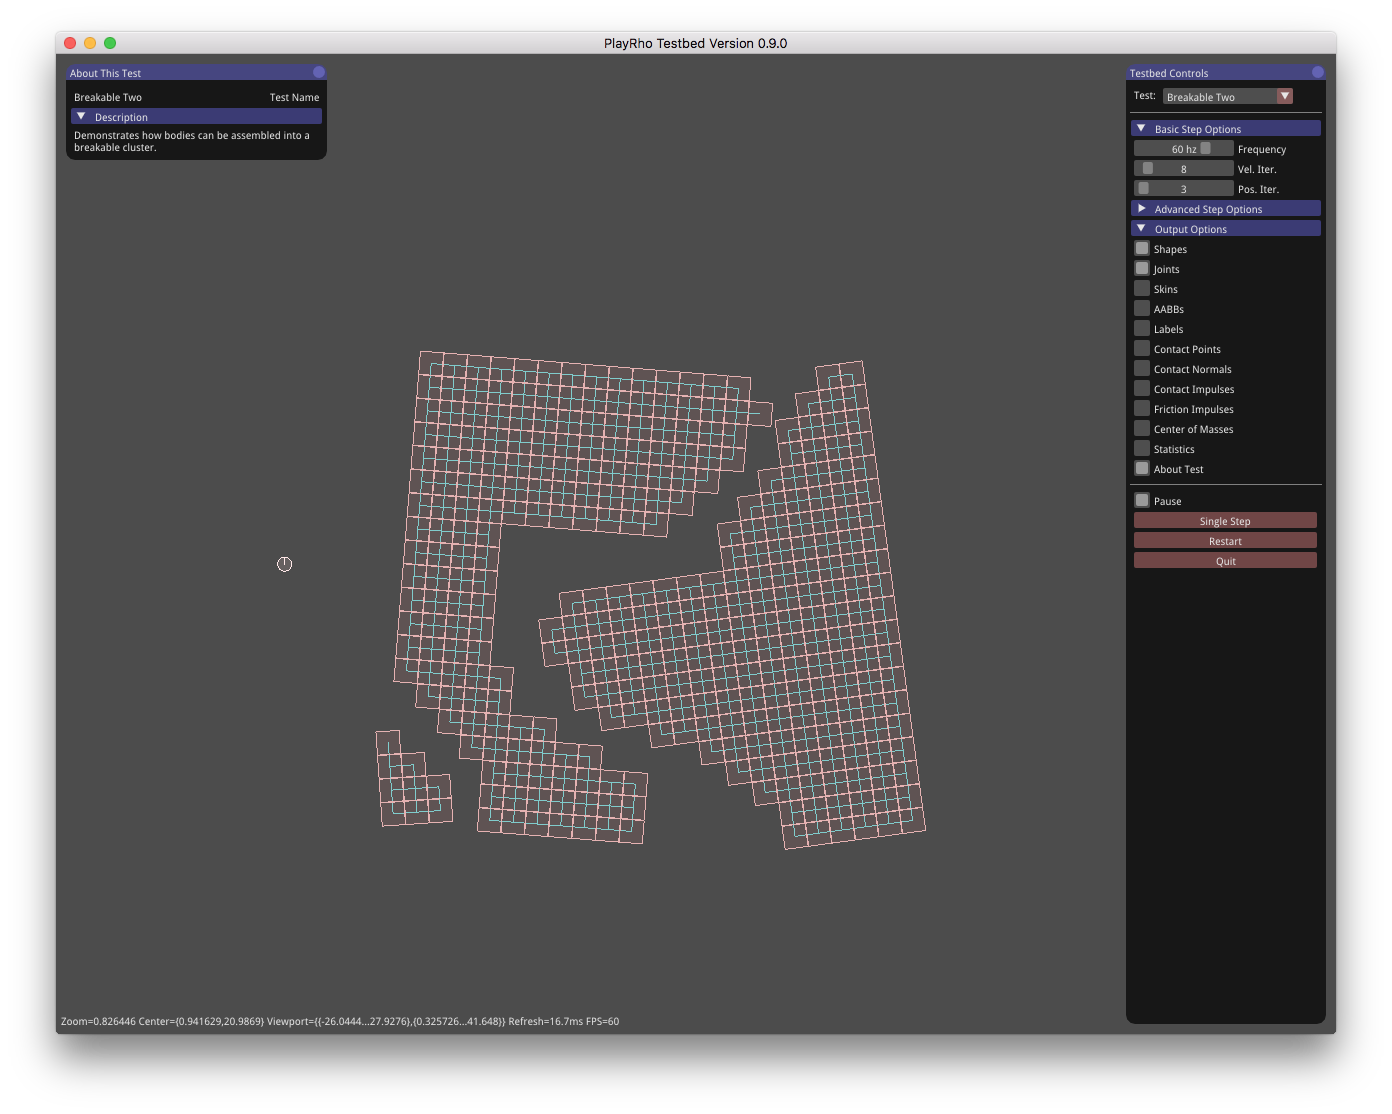 PlayRho Testbed Version 0.9.0
About This Test
Breakable Two Test Name
Description
Demonstrates how bodies can be assembled into a
breakable cluster.
Testbed Controls
Test: Breakable Two
Basic Step Options
60 hz Frequency
8 Vel. Iter.
3 Pos. Iter.
Advanced Step Options
Output Options
Shapes
Joints
Skins
AABBs
Labels
Contact Points
Contact Normals
Contact Impulses
Friction Impulses
Center of Masses
Statistics
About Test
Pause
Single Step
Restart
Quit
Zoom=0.826446 Center={0.941629,20.9869} Viewport={{-26.0444...27.9276},{0.325726...41.648}} Refresh=16.7ms FPS=60